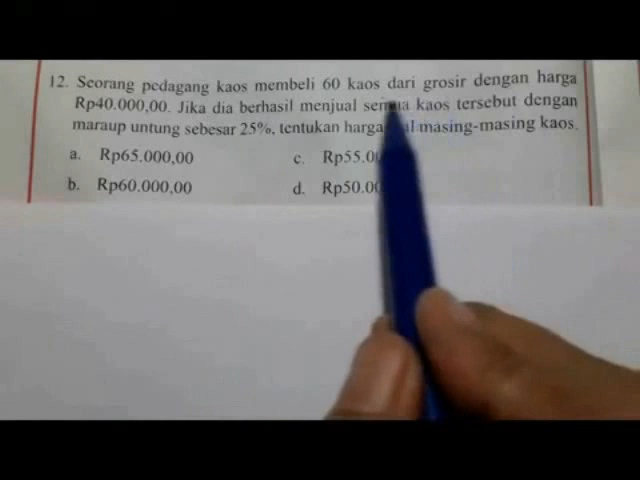 12. Seorang pedagang kaos membeli 60 kaos dari grosir dengan harga
Rp40.000,00. Jika dia berhasil menjual semua kaos tersebut dengan
maraup untung sebesar 25%, tentukan harga masing-masing kaos.
a. Rp65.000,00 c.
b. Rp60.000,00 d.